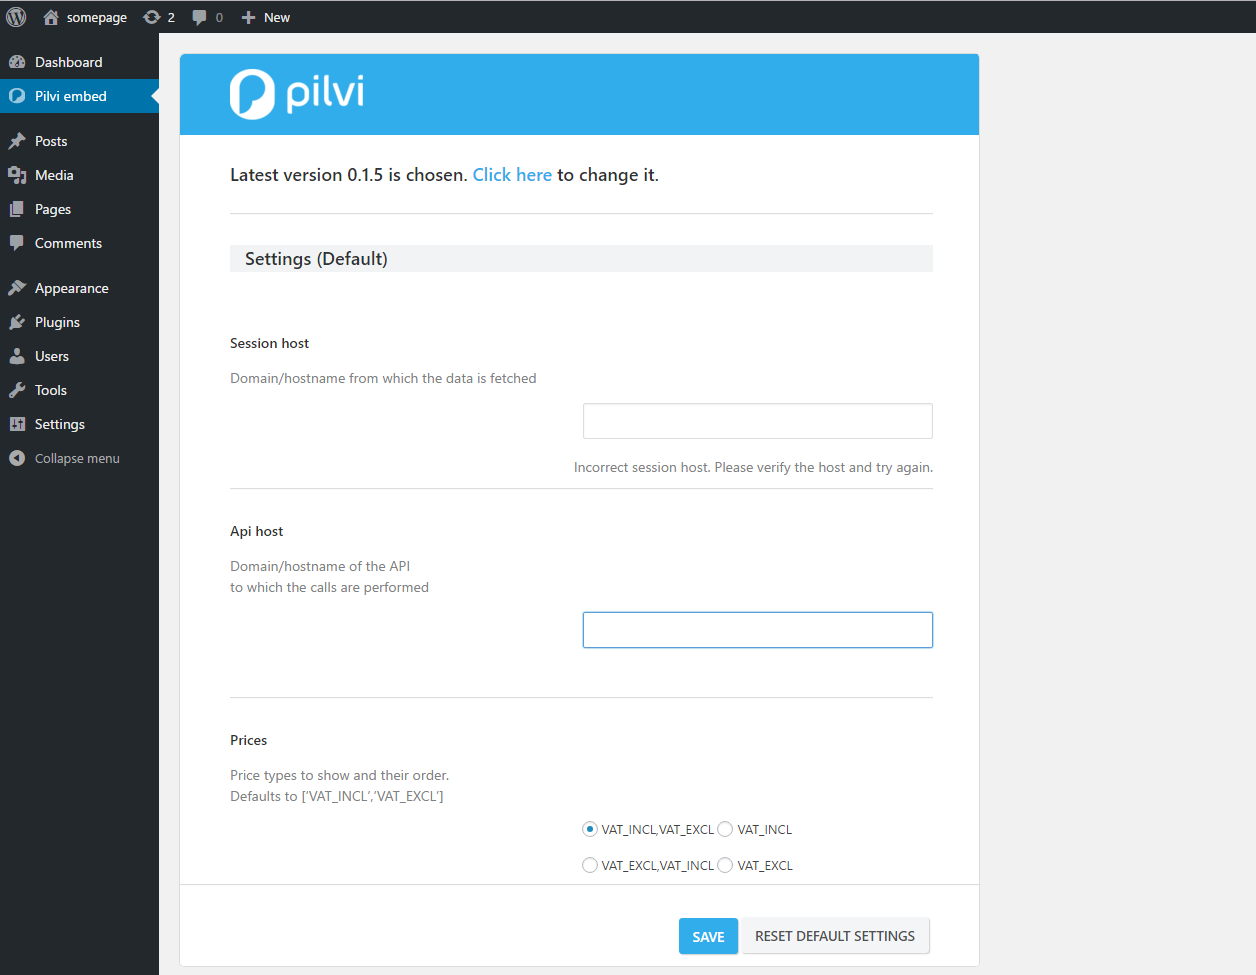 somepage 2 0 New
Dashboard
Pilvi embed
Posts
Media
Pages
Comments
Appearance
Plugins
Users
Tools
Settings
Collapse menu
pilvi
Latest version 0.1.5 is chosen. Click here to change it.
Settings (Default)
Session host
Domain/hostname from which the data is fetched
Incorrect session host. Please verify the host and try again.
Api host
Domain/hostname of the API
to which the calls are performed
Prices
Price types to show and their order.
Defaults to ['VAT_INCL','VAT_EXCL']
VAT_INCL,VAT_EXCL VAT_INCL
VAT_EXCL,VAT_INCL VAT_EXCL
SAVE RESET DEFAULT SETTINGS